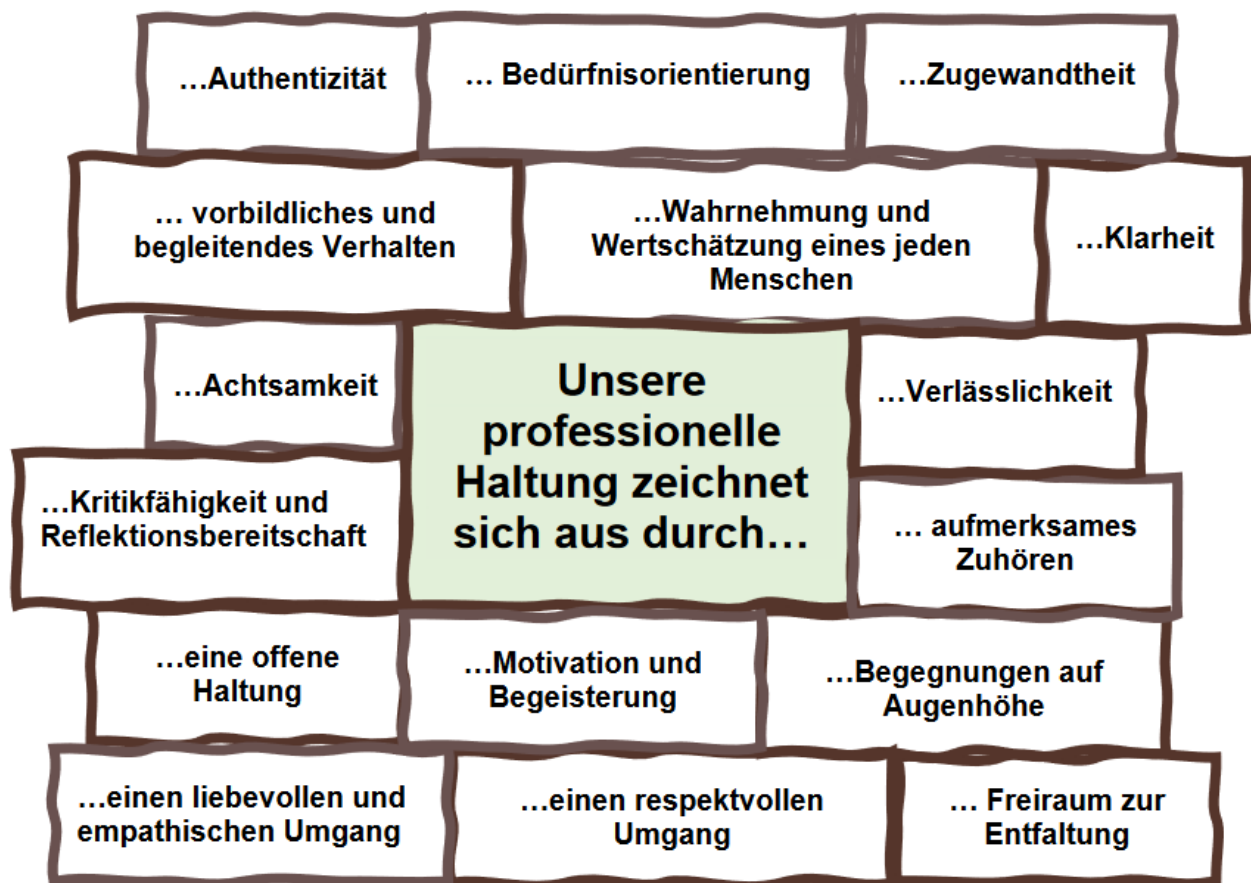 …Authentizität
… Bedürfnisorientierung
…Zugewandtheit
… vorbildliches und
begleitendes Verhalten
…Wahrnehmung und
Wertschätzung eines jeden
Menschen
…Klarheit
…Achtsamkeit
Unsere
professionelle
Haltung zeichnet
sich aus durch…
…Verlässlichkeit
…Kritikfähigkeit und
Reflektionsbereitschaft
… aufmerksames
Zuhören
…eine offene
Haltung
…Motivation und
Begeisterung
…Begegnungen auf
Augenhöhe
…einen liebevollen und
empathischen Umgang
…einen respektvollen
Umgang
… Freiraum zur
Entfaltung